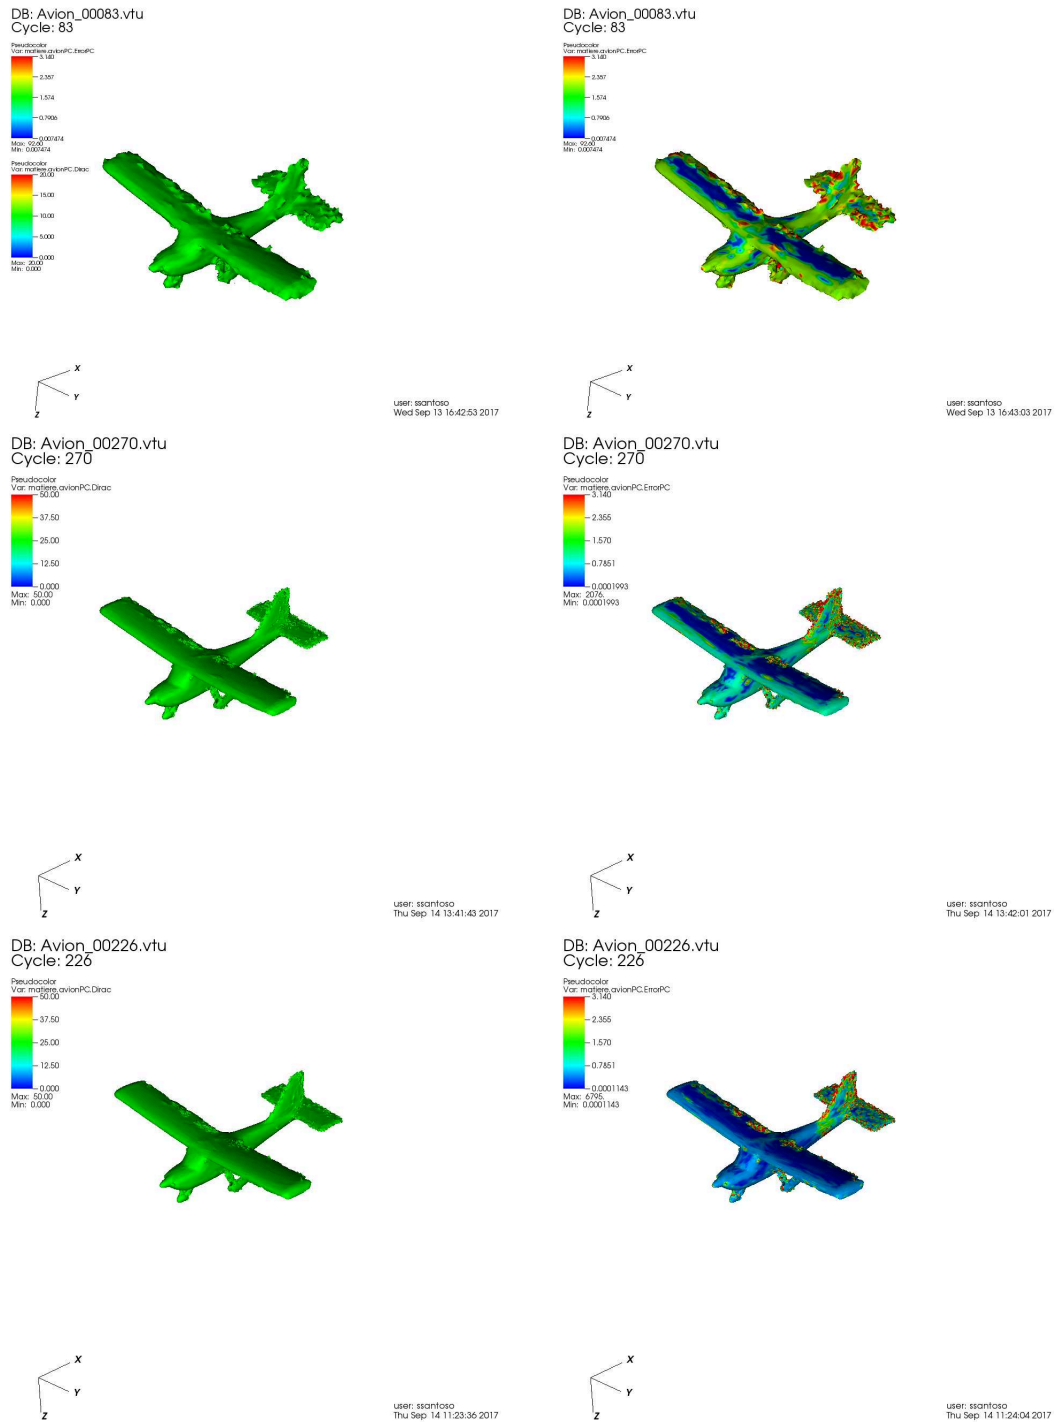 DB: Avion_00083.vtu
Cycle: 83
Pseudocolor
Var: matiere.avionPC.ErrorPC
3.140
2.357
1.574
0.7906
0.007474
Max: 92.60
Min: 0.007474
Pseudocolor
Var: matiere.avionPC.Dirac
20.00
15.00
10.00
5.000
0.000
Max: 20.00
Min: 0.000
X
Y
Z
user: ssantoso
Wed Sep 13 16:42:53 2017
DB: Avion_00083.vtu
Cycle: 83
Pseudocolor
Var: matiere.avionPC.ErrorPC
3.140
2.357
1.574
0.7906
0.007474
Max: 92.60
Min: 0.007474
X
Y
Z
user: ssantoso
Wed Sep 13 16:43:03 2017
DB: Avion_00270.vtu
Cycle: 270
Pseudocolor
Var: matiere.avionPC.Dirac
50.00
37.50
25.00
12.50
0.000
Max: 50.00
Min: 0.000
X
Y
Z
user: ssantoso
Thu Sep 14 13:41:43 2017
DB: Avion_00270.vtu
Cycle: 270
Pseudocolor
Var: matiere.avionPC.ErrorPC
3.140
2.355
1.570
0.7851
0.0001993
Max: 2076.
Min: 0.0001993
X
Y
Z
user: ssantoso
Thu Sep 14 13:42:01 2017
DB: Avion_00226.vtu
Cycle: 226
Pseudocolor
Var: matiere.avionPC.Dirac
50.00
37.50
25.00
12.50
0.000
Max: 50.00
Min: 0.000
X
Y
Z
user: ssantoso
Thu Sep 14 11:23:36 2017
DB: Avion_00226.vtu
Cycle: 226
Pseudocolor
Var: matiere.avionPC.ErrorPC
3.140
2.355
1.570
0.7851
0.0001143
Max: 6795.
Min: 0.0001143
X
Y
Z
user: ssantoso
Thu Sep 14 11:24:04 2017